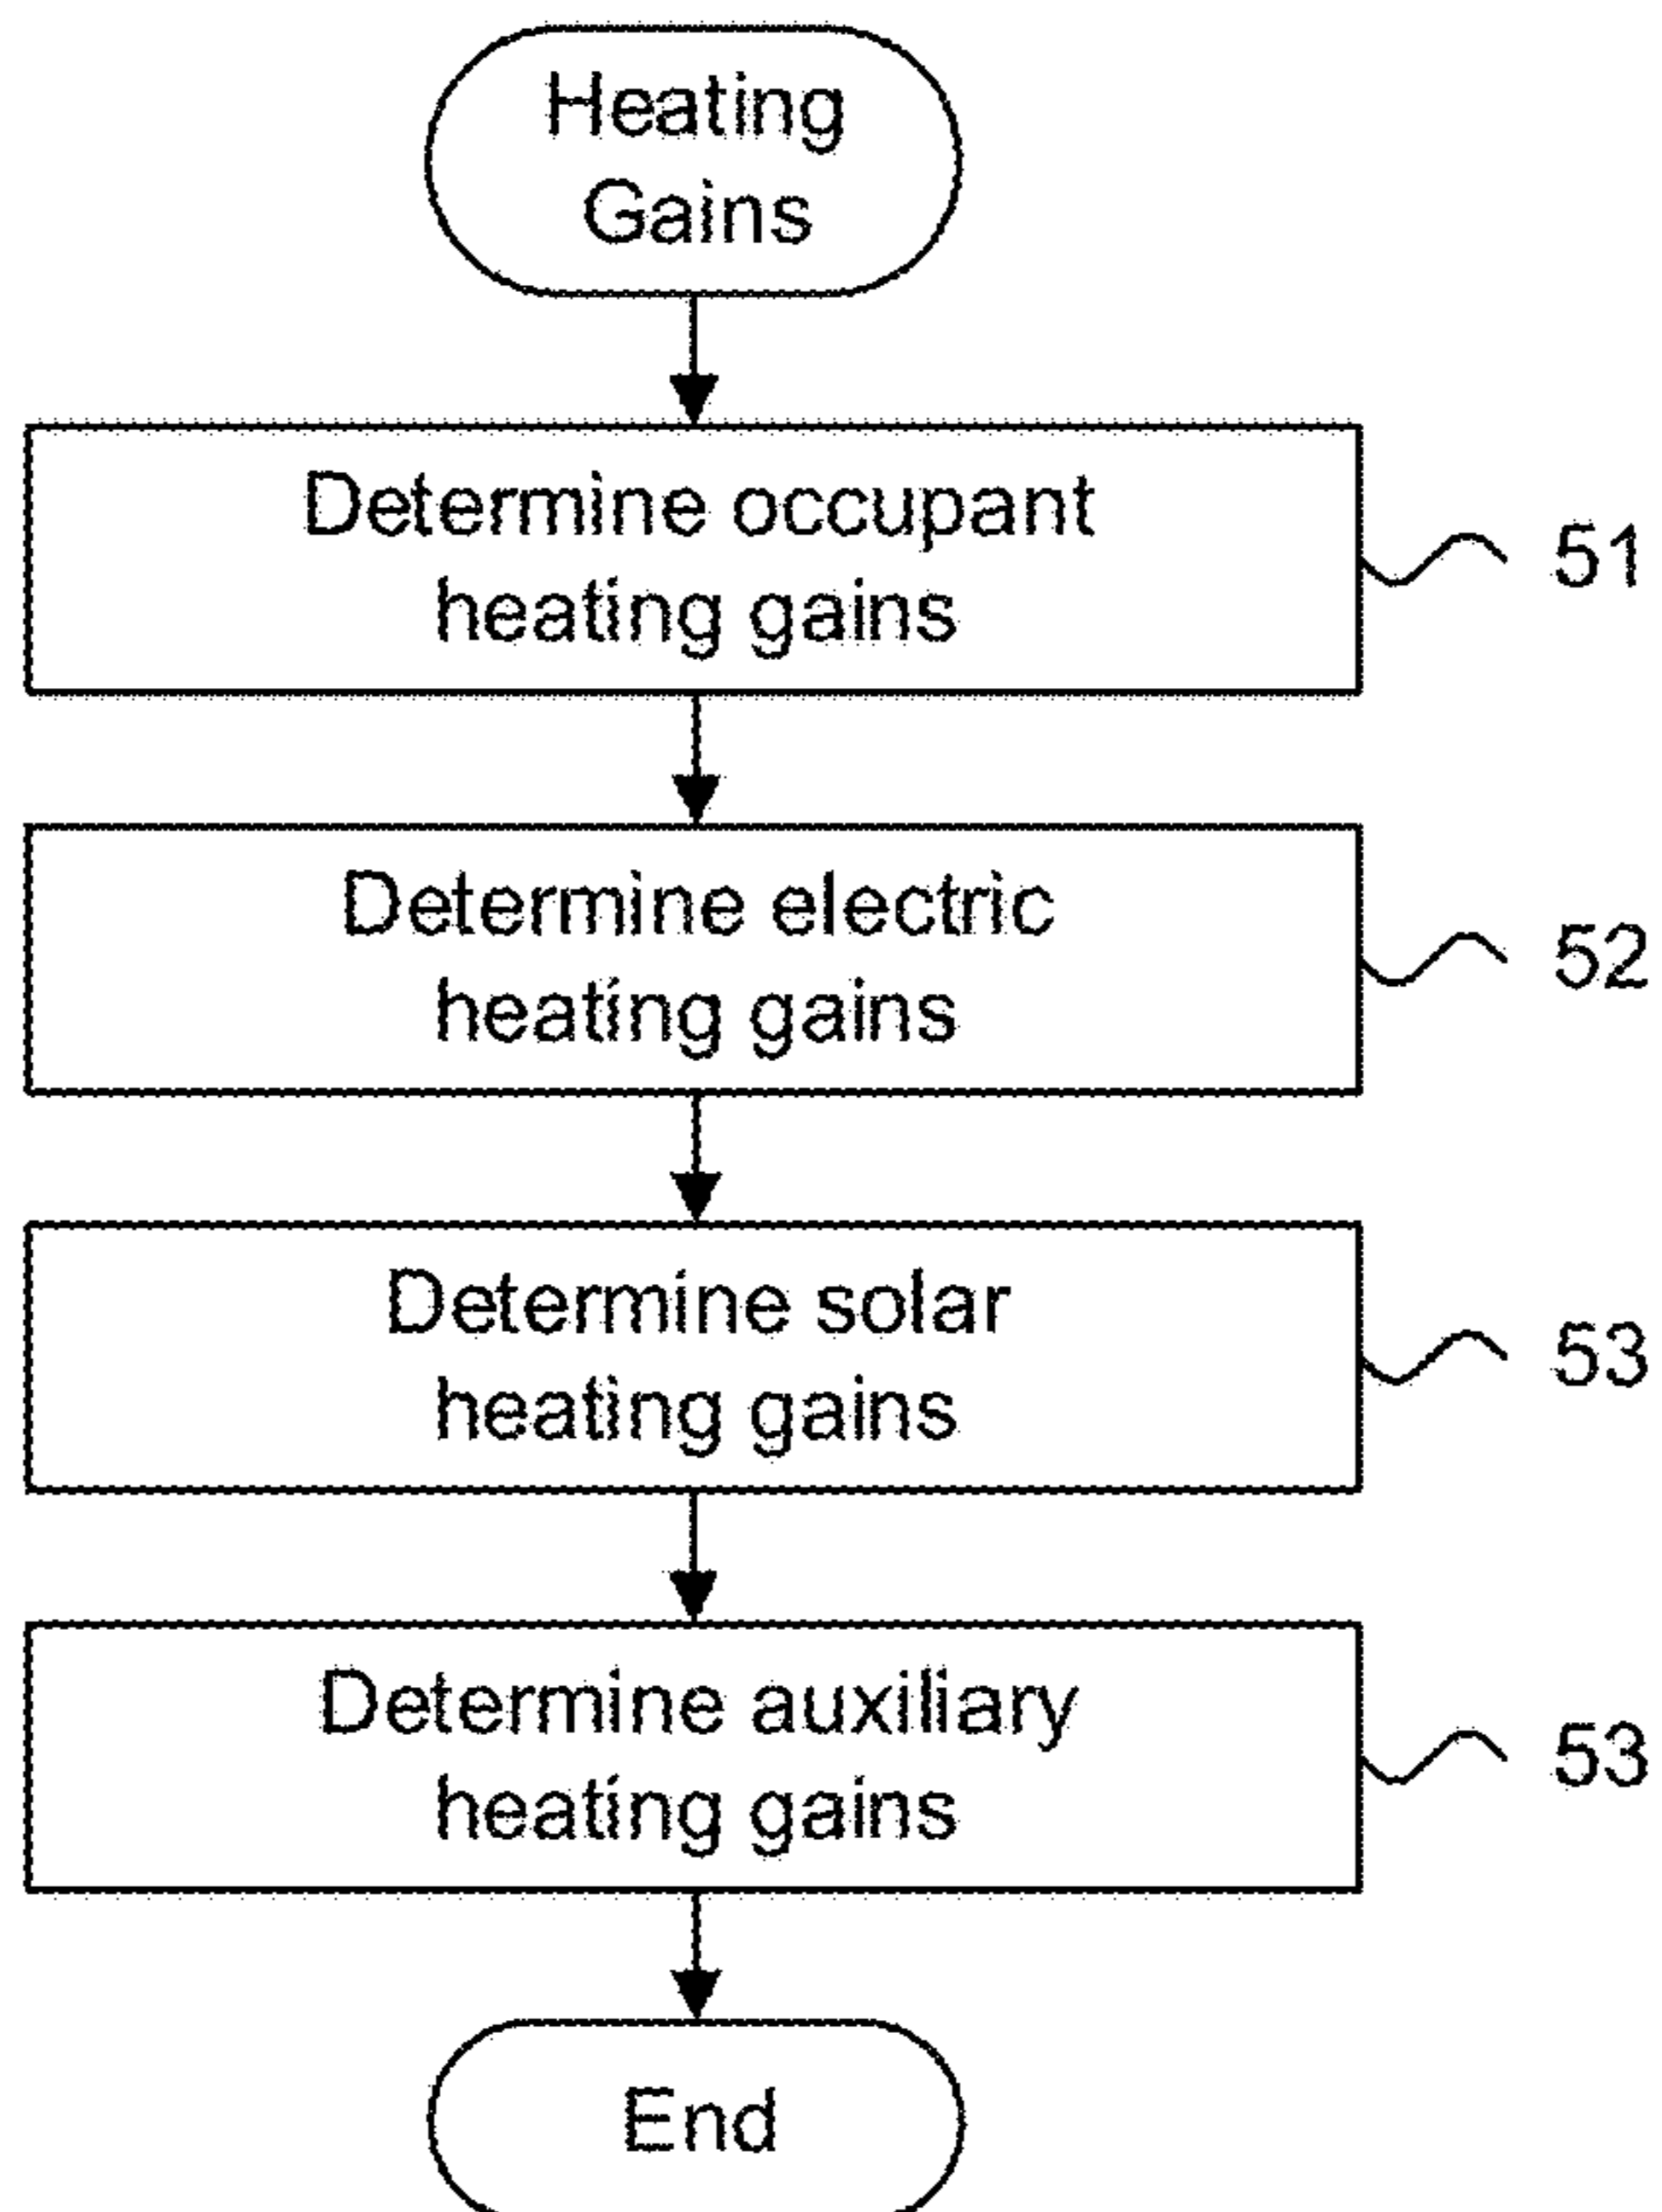 Heating
Gains
Determine occupant
heating gains
51
Determine electric
heating gains
52
Determine solar
heating gains
53
Determine auxiliary
heating gains
53
End